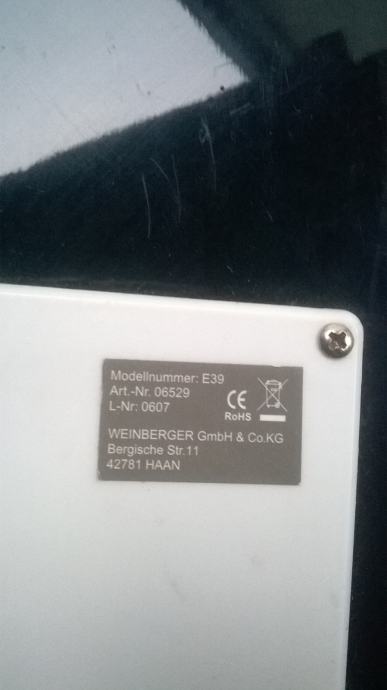 Modellnummer: E39
Art.-Nr. 06529
L-Nr: 0607
CE
RoHS
WEINBERGER GmbH & Co.KG
Bergische Str.11
42781 HAAN